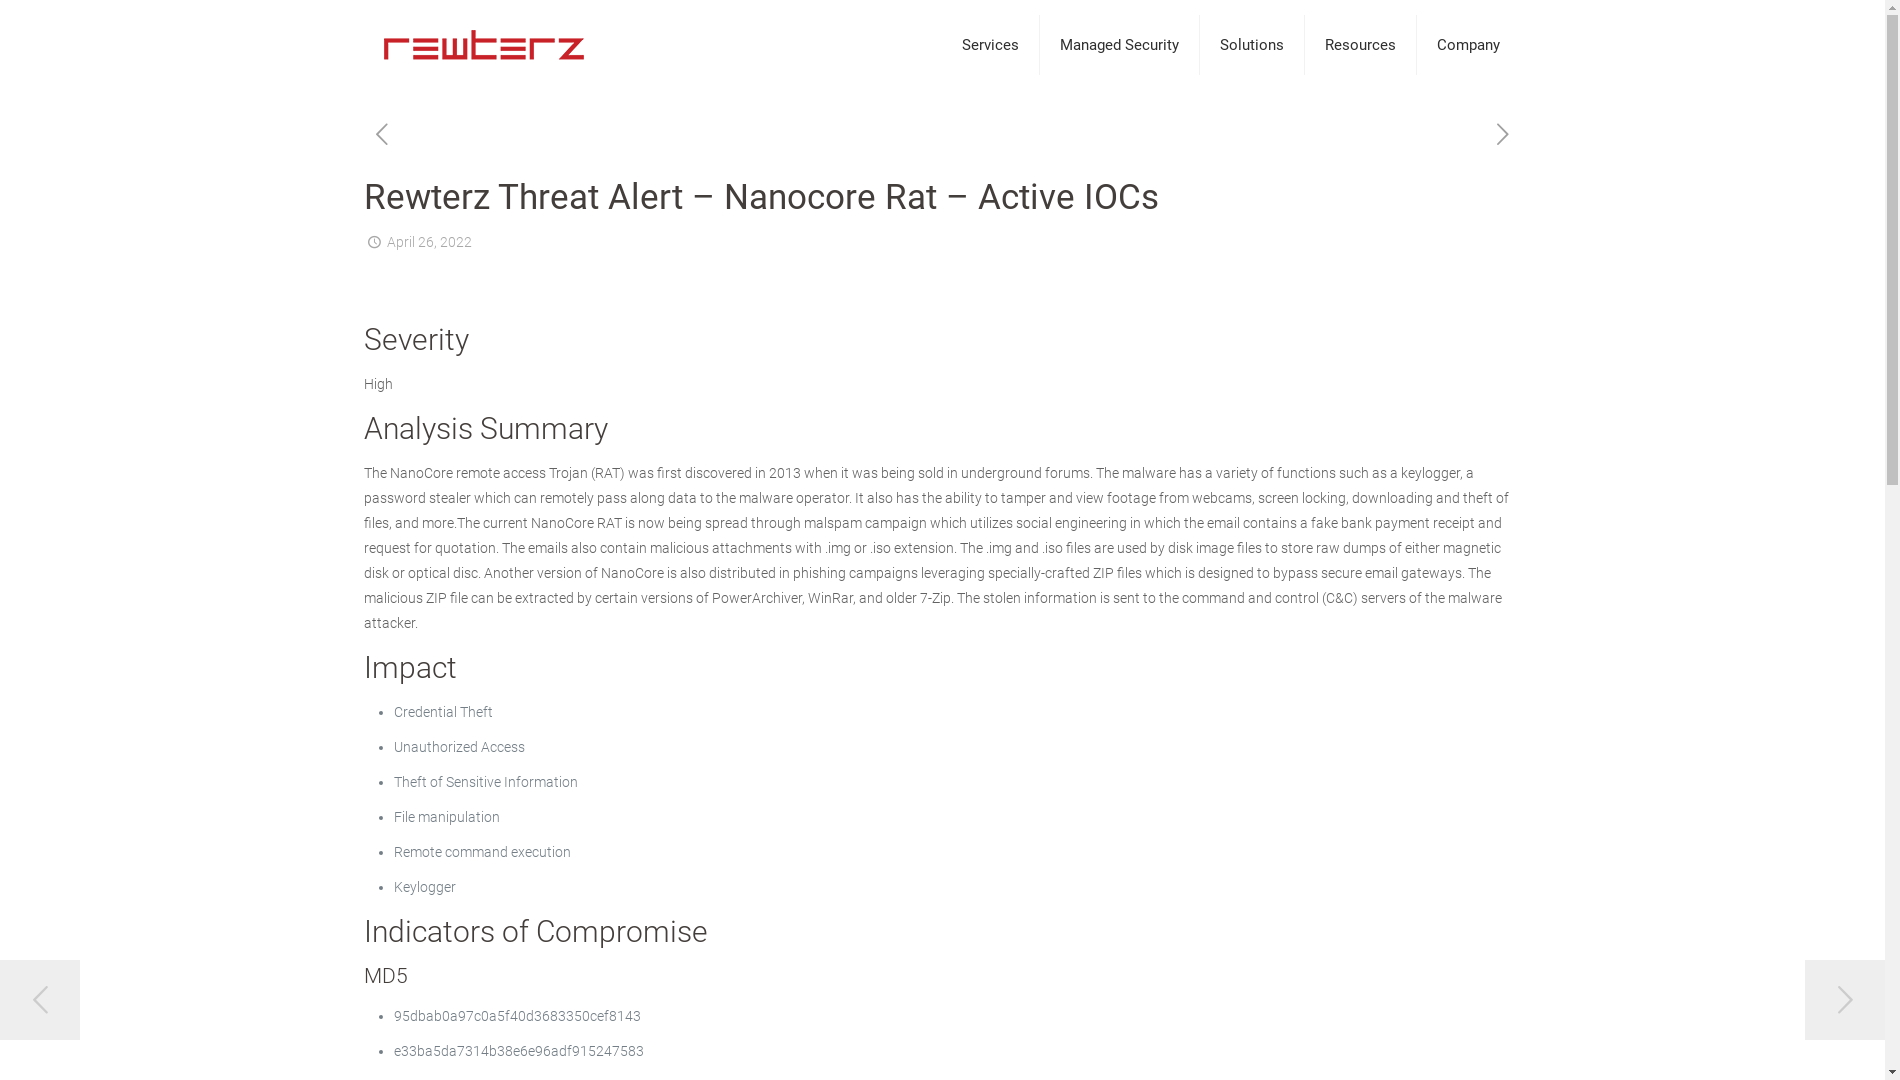 rewterz
Services
Managed Security
Solutions
Resources
Company
Rewterz Threat Alert – Nanocore Rat – Active IOCs
April 26, 2022
Severity
High
Analysis Summary
The NanoCore remote access Trojan (RAT) was first discovered in 2013 when it was being sold in underground forums. The malware has a variety of functions such as a keylogger, a
password stealer which can remotely pass along data to the malware operator. It also has the ability to tamper and view footage from webcams, screen locking, downloading and theft of
files, and more.The current NanoCore RAT is now being spread through malspam campaign which utilizes social engineering in which the email contains a fake bank payment receipt and
request for quotation. The emails also contain malicious attachments with .img or .iso extension. The .img and .iso files are used by disk image files to store raw dumps of either magnetic
disk or optical disc. Another version of NanoCore is also distributed in phishing campaigns leveraging specially-crafted ZIP files which is designed to bypass secure email gateways. The
malicious ZIP file can be extracted by certain versions of PowerArchiver, WinRar, and older 7-Zip. The stolen information is sent to the command and control (C&C) servers of the malware
attacker.
Impact
Credential Theft
Unauthorized Access
Theft of Sensitive Information
File manipulation
Remote command execution
Keylogger
Indicators of Compromise
MD5
95dbab0a97c0a5f40d3683350cef8143
e33ba5da7314b38e6e96adf915247583